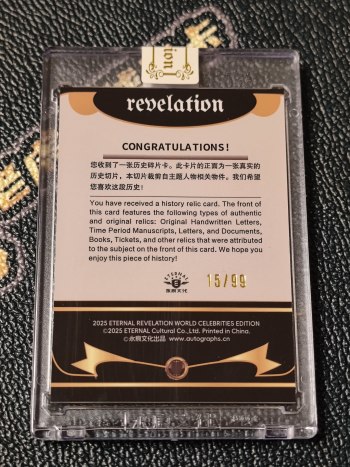 revelation
CONGRATULATIONS!
您收到了一张历史碎片卡。此卡片的正面为一张真实的
历史切片，本切片裁剪自主题人物相关物件。我们希望
您喜欢这段历史！
You have received a history relic card. The front of
this card features the following types of authentic
and original relics: Original Handwritten Letters,
Time Period Manuscripts, Letters, and Documents,
Books, Tickets, and other relics that were attributed
to the subject on the front of this card. We hope you
enjoy this piece of history!
ETERNAL
永恒文化
15/99
2025 ETERNAL REVELATION WORLD CELEBRITIES EDITION
©2025 ETERNAL Cultural Co.,Ltd. Printed in China.
©永恒文化出品 www.autographs.cn